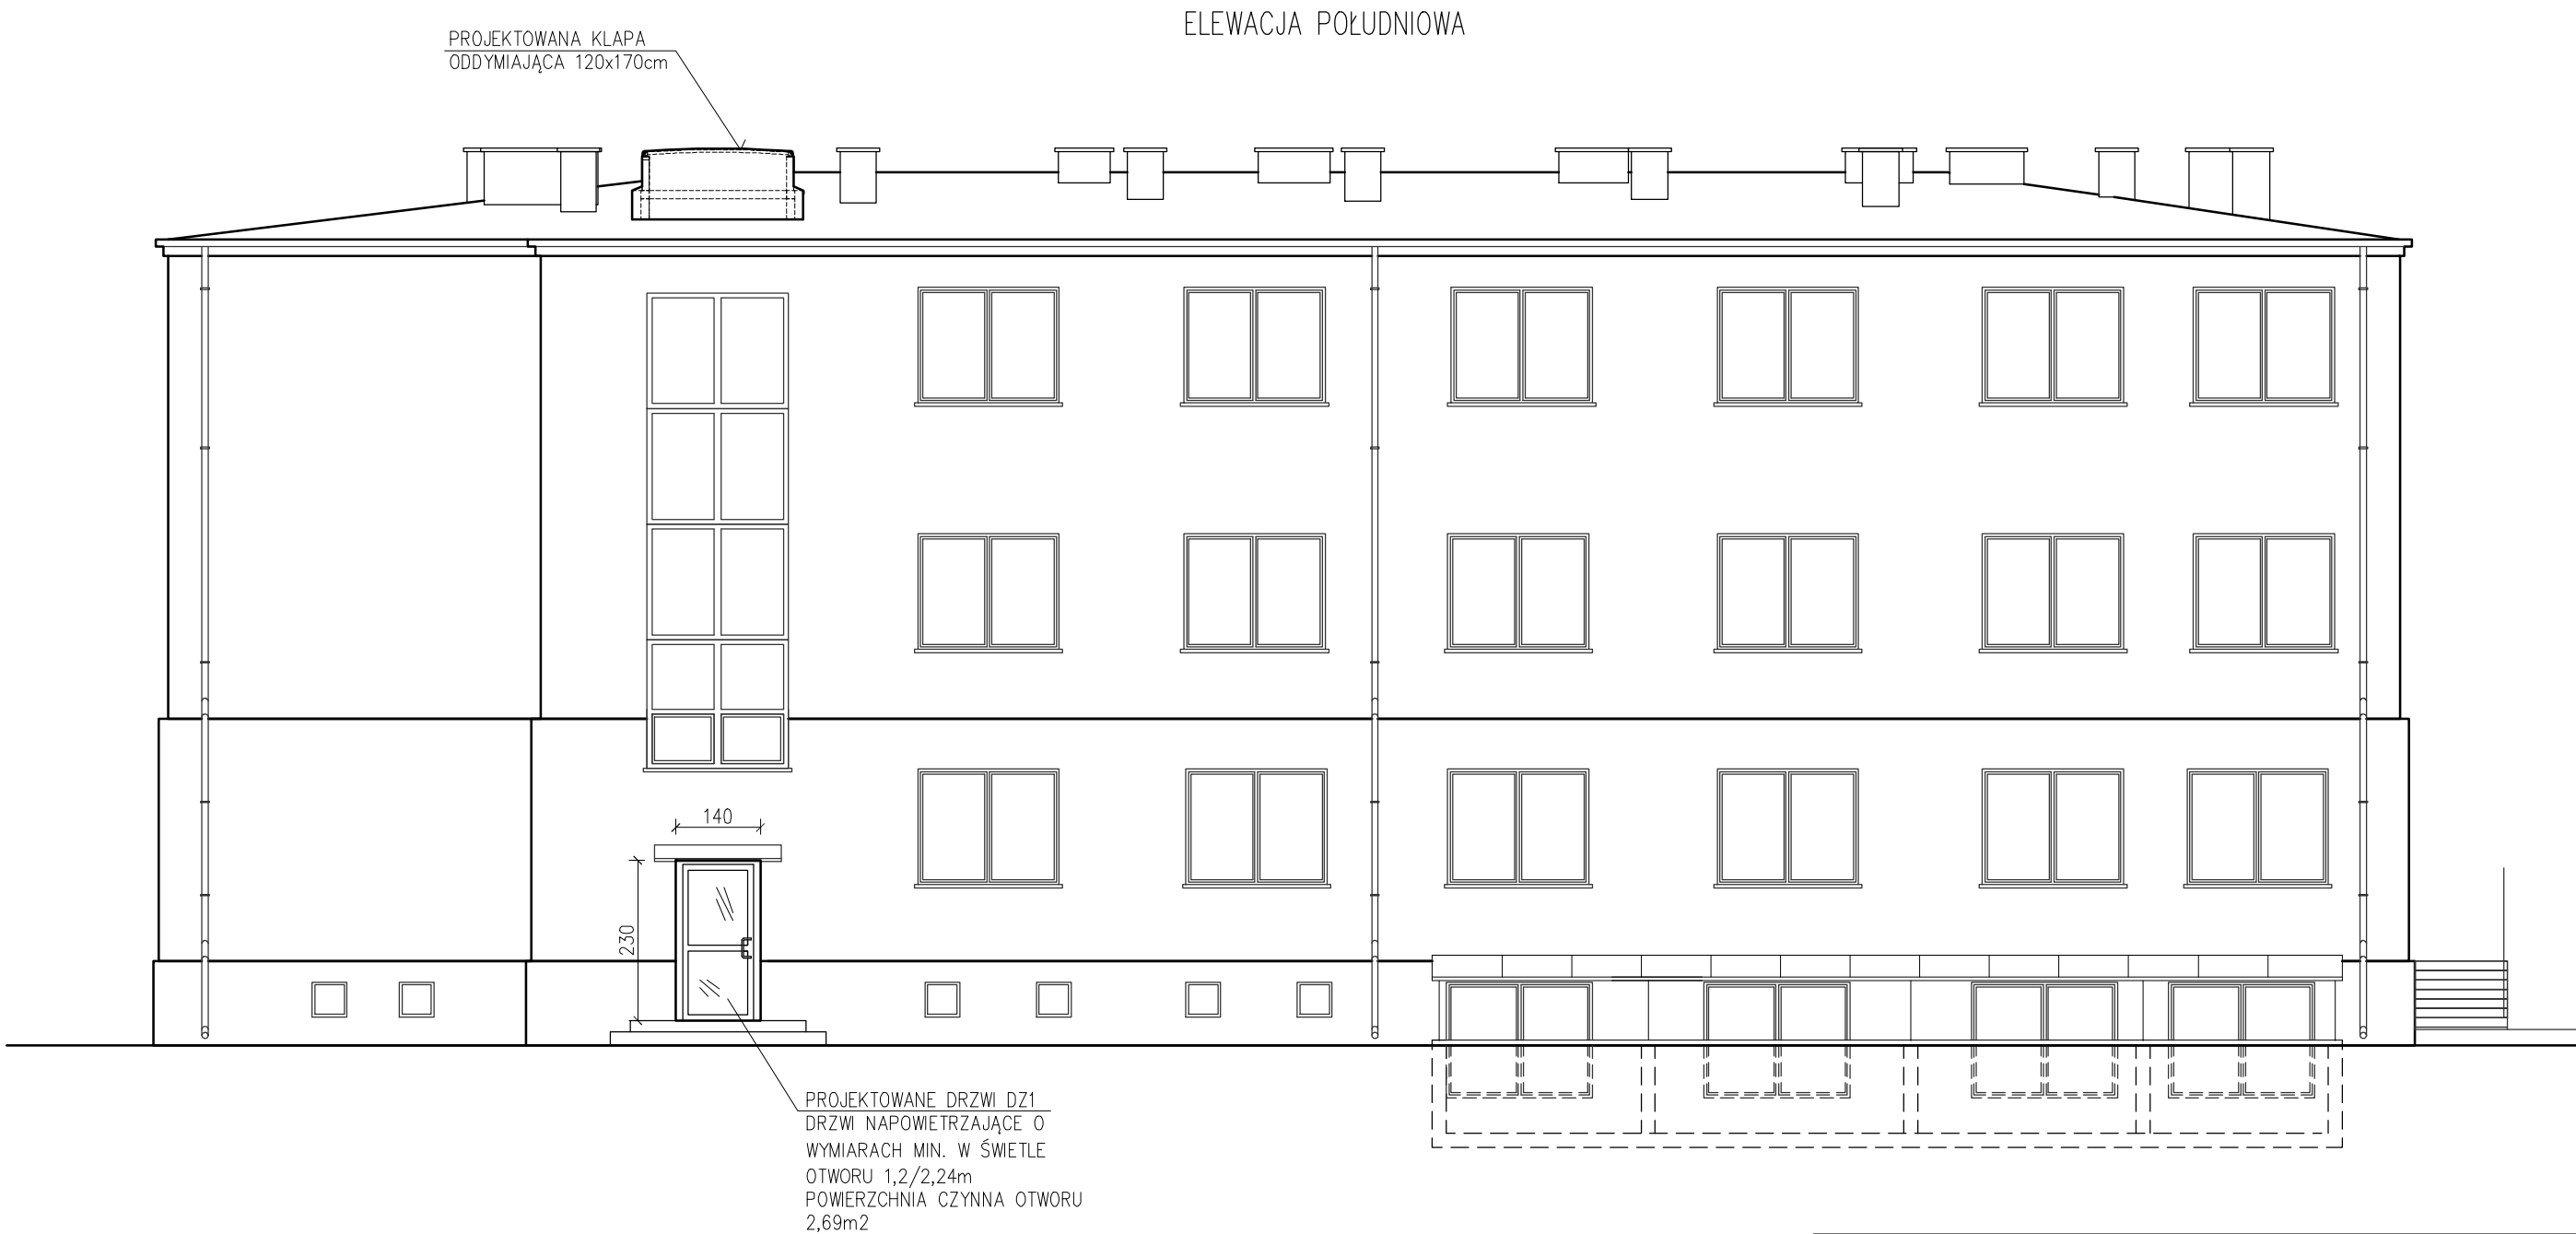 ELEWACJA POŁUDNIOWA
PROJEKTOWANA KLAPA
ODDYMIAJĄCA 120x170cm
140
230
PROJEKTOWANE DRZWI DZ1
DRZWI NAPOWIETRZAJĄCE O
WYMIARACH MIN. W ŚWIETLE
OTWORU 1,2/2,24m
POWIERZCHNIA CZYNNA OTWORU
2,69m2